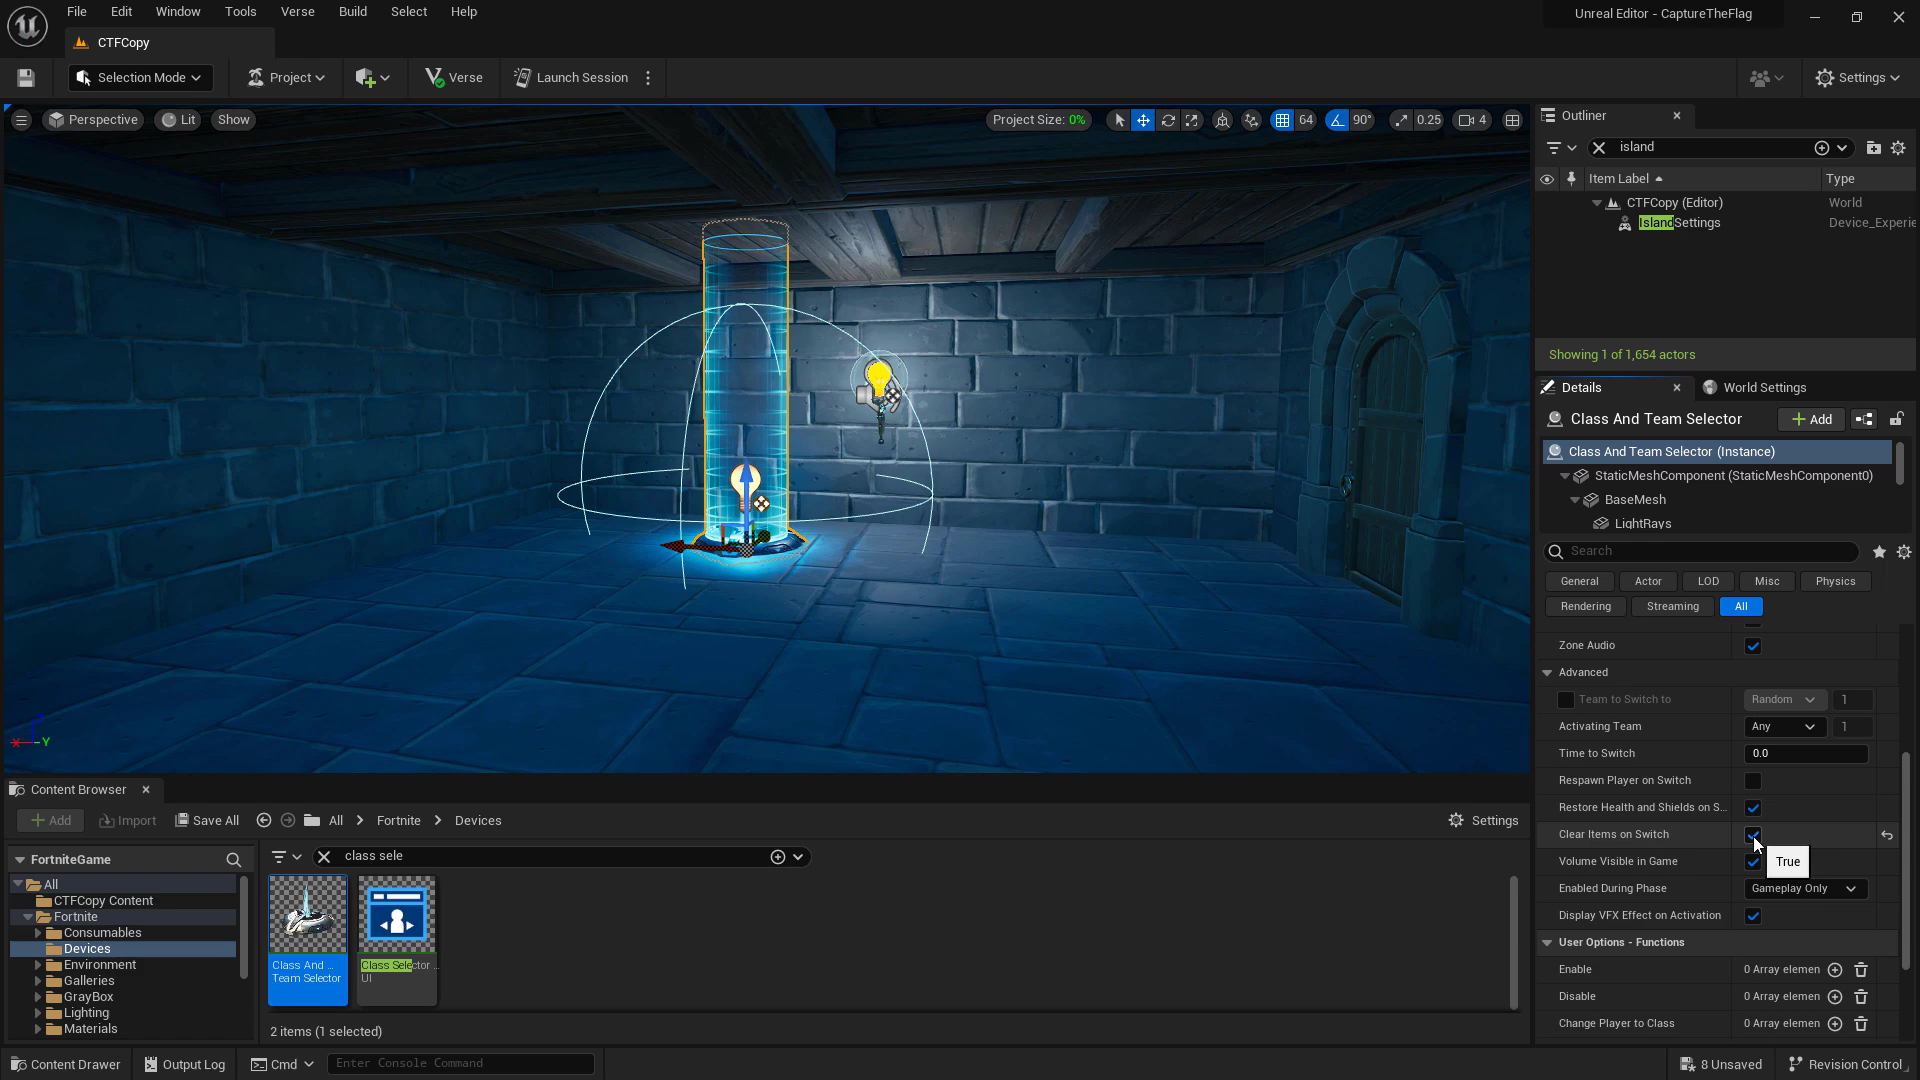 File Edit Window Tools Verse Build Select Help
Unreal Editor - CaptureTheFlag
CTFCopy
Selection Mode
Project
Verse
Launch Session
Settings
Perspective
Lit
Show
Project Size: 0%
64
90°
0.25
4
X
Y
Outliner
island
Item Label
Type
CTFCopy (Editor)
World
IslandSettings
Device_Experie
Showing 1 of 1,654 actors
Details
World Settings
Class And Team Selector
Add
Class And Team Selector (Instance)
StaticMeshComponent (StaticMeshComponent0)
BaseMesh
LightRays
Search
General
Actor
LOD
Misc
Physics
Rendering
Streaming
All
Zone Audio
Advanced
Team to Switch to
Random
1
Activating Team
Any
1
Time to Switch
0.0
Respawn Player on Switch
Restore Health and Shields on S...
Clear Items on Switch
Volume Visible in Game
True
Enabled During Phase
Gameplay Only
Display VFX Effect on Activation
User Options - Functions
Enable
0 Array elemen
Disable
0 Array elemen
Change Player to Class
0 Array elemen
Content Browser
Add
Import
Save All
All
Fortnite
Devices
Settings
FortniteGame
class sele
All
CTFCopy Content
Fortnite
Consumables
Devices
Environment
Galleries
GrayBox
Lighting
Materials
Class And ...
Team Selector
Class Selector ...
UI
2 items (1 selected)
Content Drawer
Output Log
Cmd
Enter Console Command
8 Unsaved
Revision Control